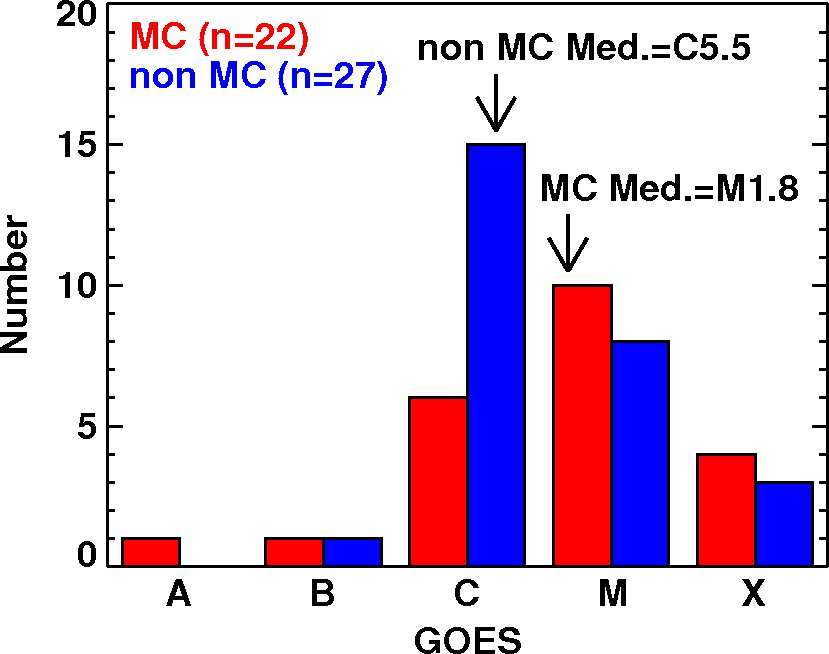 MC (n=22)
non MC (n=27)
non MC Med.=C5.5
MC Med.=M1.8
20
15
10
5
0
Number
A B C M X
GOES